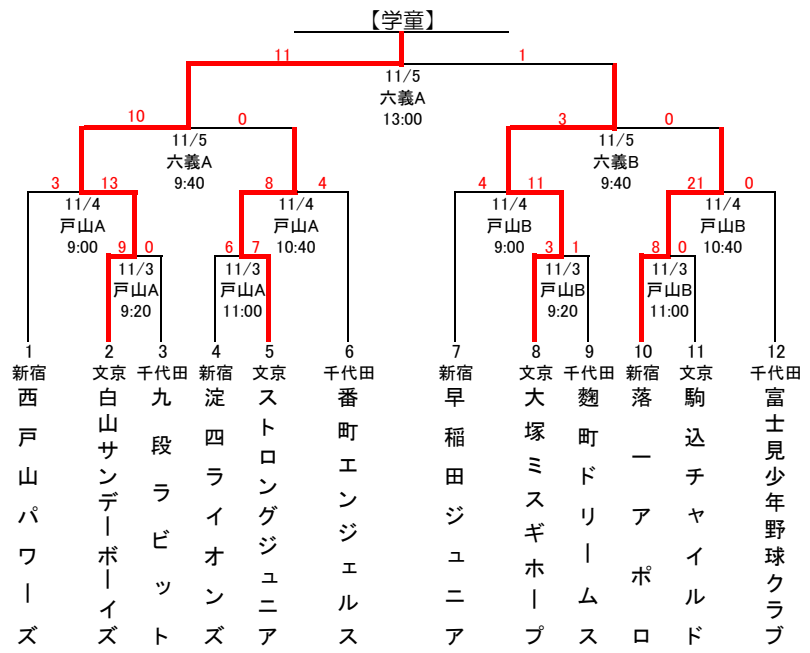 【学童】
11 1
11/5
六義A
13:00
10 0 3 0
11/5 11/5
六義A 六義B
9:40 9:40
3 13 8 4 4 11 21 0
11/4 11/4 11/4 11/4
戸山A 戸山A 戸山B 戸山B
9:00 10:40 9:00 10:40
9 0 6 7 3 1 8 0
11/3 11/3 11/3 11/3
戸山A 戸山A 戸山B 戸山B
9:20 11:00 9:20 11:00
1 2 3 4 5 6 7 8 9 10 11 12
新宿 文京 千代田 新宿 文京 千代田 新宿 文京 千代田 新宿 文京 千代田
西戸山パワーズ
白山サンデーボーイズ
九段ラビット
淀四ライオンズ
ストロングジュニア
番町エンジェルス
早稲田ジュニア
大塚ミスギホープ
麴町ドリームス
落一アポロ
駒込チャイルド
富士見少年野球クラブ